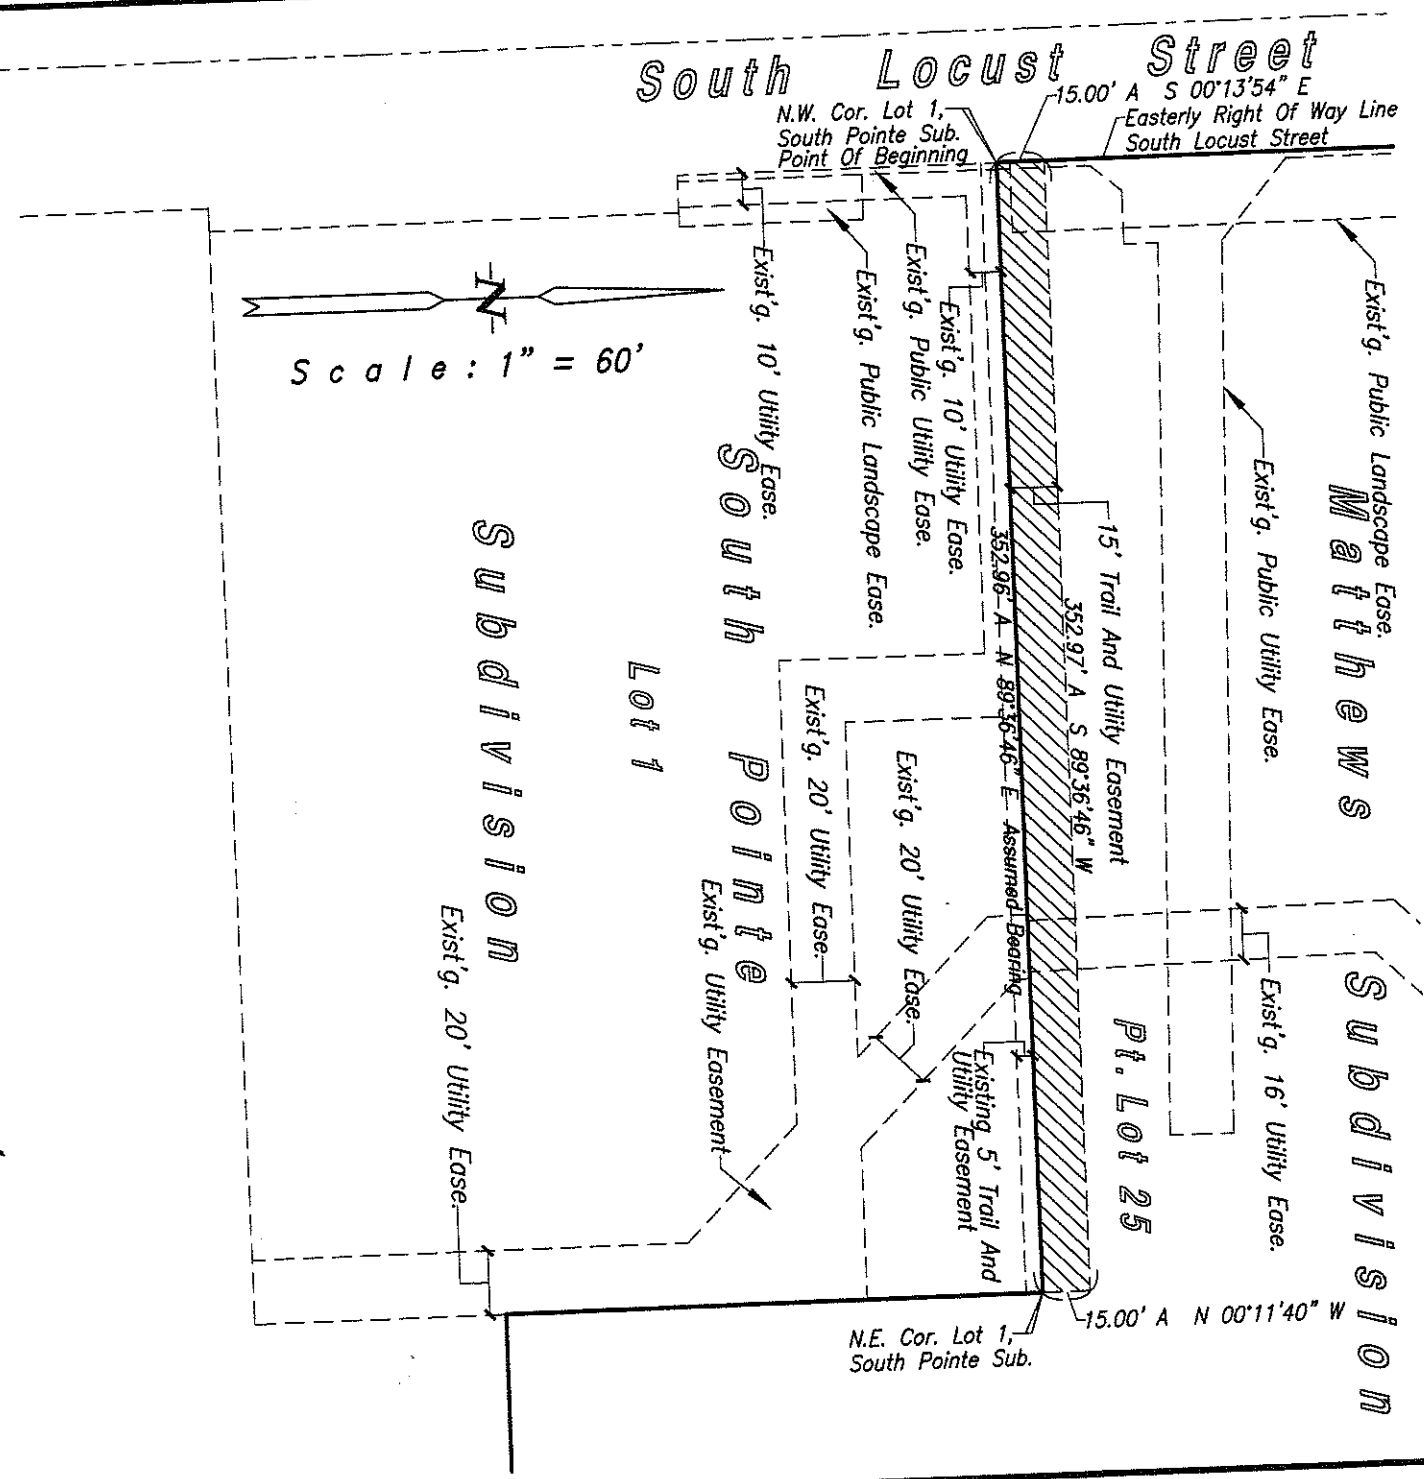 South Locust Street
15.00' A S 00°13'54" E
N.W. Cor. Lot 1,
South Pointe Sub.
Point Of Beginning
Easterly Right Of Way Line
South Locust Street
N
Scale: 1" = 60'
Exist'g. 10' Utility Ease.
Exist'g. Public Landscape Ease.
Exist'g. Public Utility Ease.
Exist'g. 10' Utility Ease.
352.96' A N 89°36'46" E Assumed Bearing
15' Trail And Utility Easement
352.97' A S 89°36'46" W
Exist'g. Public Utility Ease.
Exist'g. Public Landscape Ease.
Matthews
Subdivision
South Pointe
Subdivision
Lot 1
Exist'g. 20' Utility Ease.
Exist'g. 20' Utility Ease.
Exist'g. Utility Easement
Exist'g. 20' Utility Ease.
Existing 5' Trail And
Utility Easement
Pt. Lot 25
Exist'g. 16' Utility Ease.
15.00' A N 00°11'40" W
N.E. Cor. Lot 1,
South Pointe Sub.